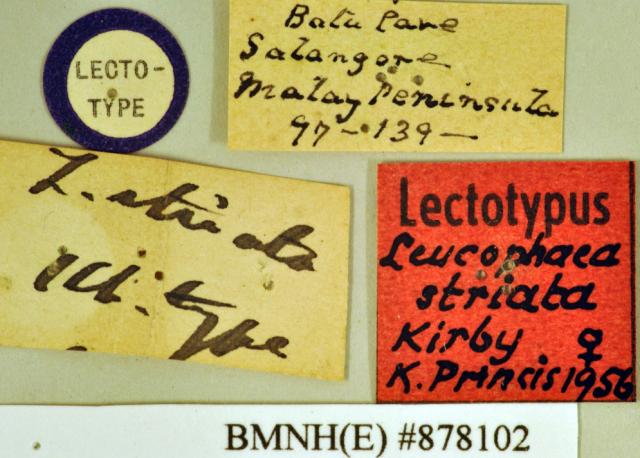 LECTO-
TYPE
Batu Cave
Salangore
Malay Peninsula
97-139-
L. striata
Kb. type
Lectotypus
Leucophaea
striata
Kirby ♀
K. Princis 1956
BMNH(E) #878102